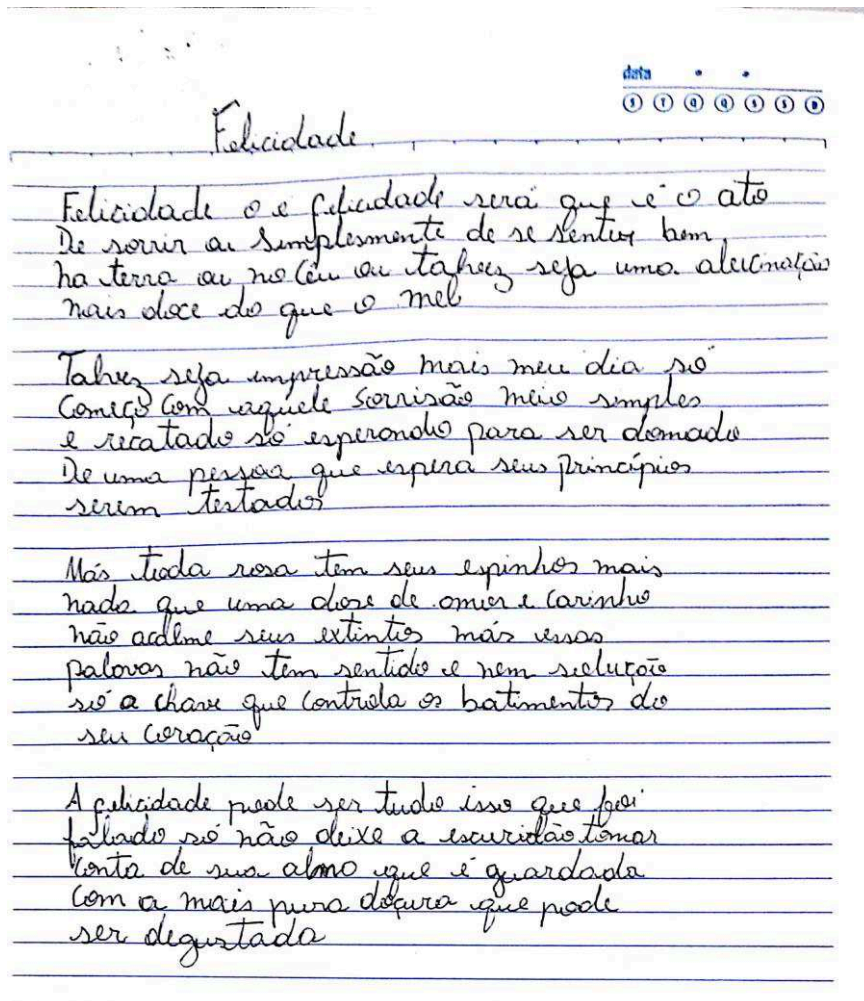 data
S T Q Q S S D
Felicidade
Felicidade o e felicidade será que é o ato
De sorrir ou Simplesmente de se sentir bem,
na terra ou no Céu ou talvez seja uma alucinação
mais doce do que o mel
Talvez seja impressão mais meu dia só
Começo com aquele sorrisão meio simples
e recatado só esperando para ser domado
De uma pessoa que espera seus Princípios
serem testados
Más toda rosa tem seus espinhos mais
nada que uma dose de amor e carinho
não acalme seus extintos más essas
palavas não tem sentido e nem solução
só a chave que controla os batimentos do
seu coração
A felicidade pode ser tudo isso que foi
falado só não deixe a escuridão tomar
conta de sua alma que é guardada
com a mais pura doçura que pode
ser degustada